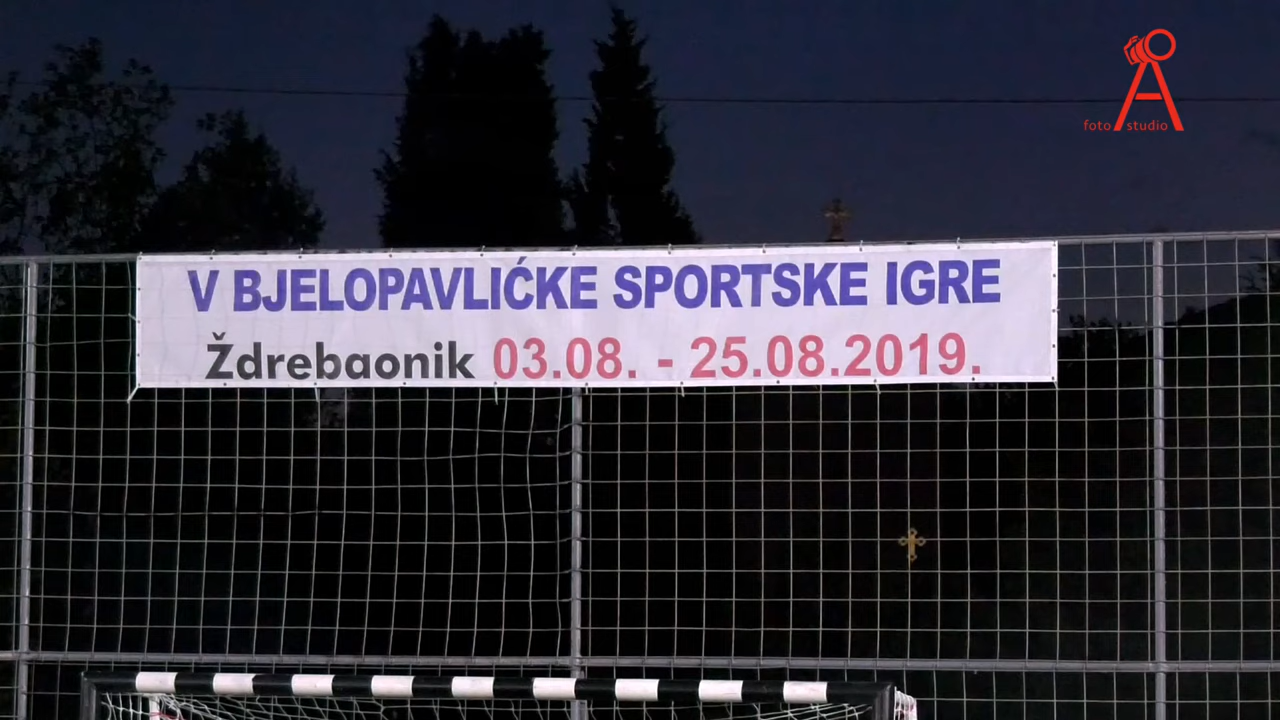 V BJELOPAVLIĆKE SPORTSKE IGRE
Ždrebaonik 03.08. - 25.08.2019.
foto A studio